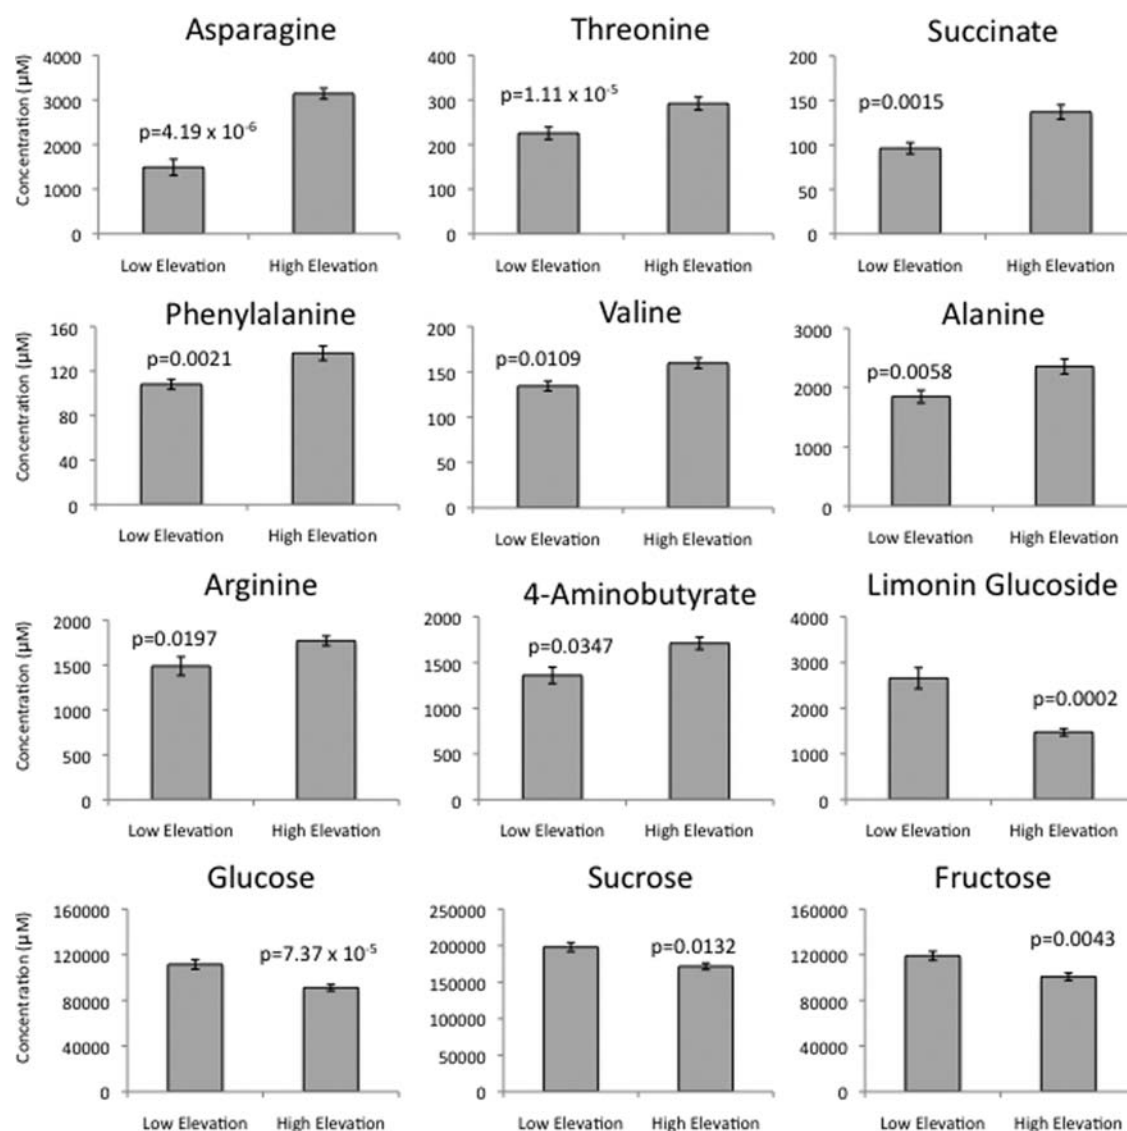 Asparagine
Threonine
Succinate
Concentration (μM)
4000
3000
2000
1000
0
p=4.19 x 10-6
Low Elevation
High Elevation
400
300
200
100
0
p=1.11 x 10-5
Low Elevation
High Elevation
200
150
100
50
0
p=0.0015
Low Elevation
High Elevation
Phenylalanine
Valine
Alanine
Concentration (μM)
160
120
80
40
0
p=0.0021
Low Elevation
High Elevation
200
150
100
50
0
p=0.0109
Low Elevation
High Elevation
3000
2000
1000
0
p=0.0058
Low Elevation
High Elevation
Arginine
4-Aminobutyrate
Limonin Glucoside
Concentration (μM)
2000
1500
1000
500
0
p=0.0197
Low Elevation
High Elevation
2000
1500
1000
500
0
p=0.0347
Low Elevation
High Elevation
4000
3000
2000
1000
0
p=0.0002
Low Elevation
High Elevation
Glucose
Sucrose
Fructose
Concentration (μM)
160000
120000
80000
40000
0
p=7.37 x 10-5
Low Elevation
High Elevation
250000
200000
150000
100000
50000
0
p=0.0132
Low Elevation
High Elevation
160000
120000
80000
40000
0
p=0.0043
Low Elevation
High Elevation